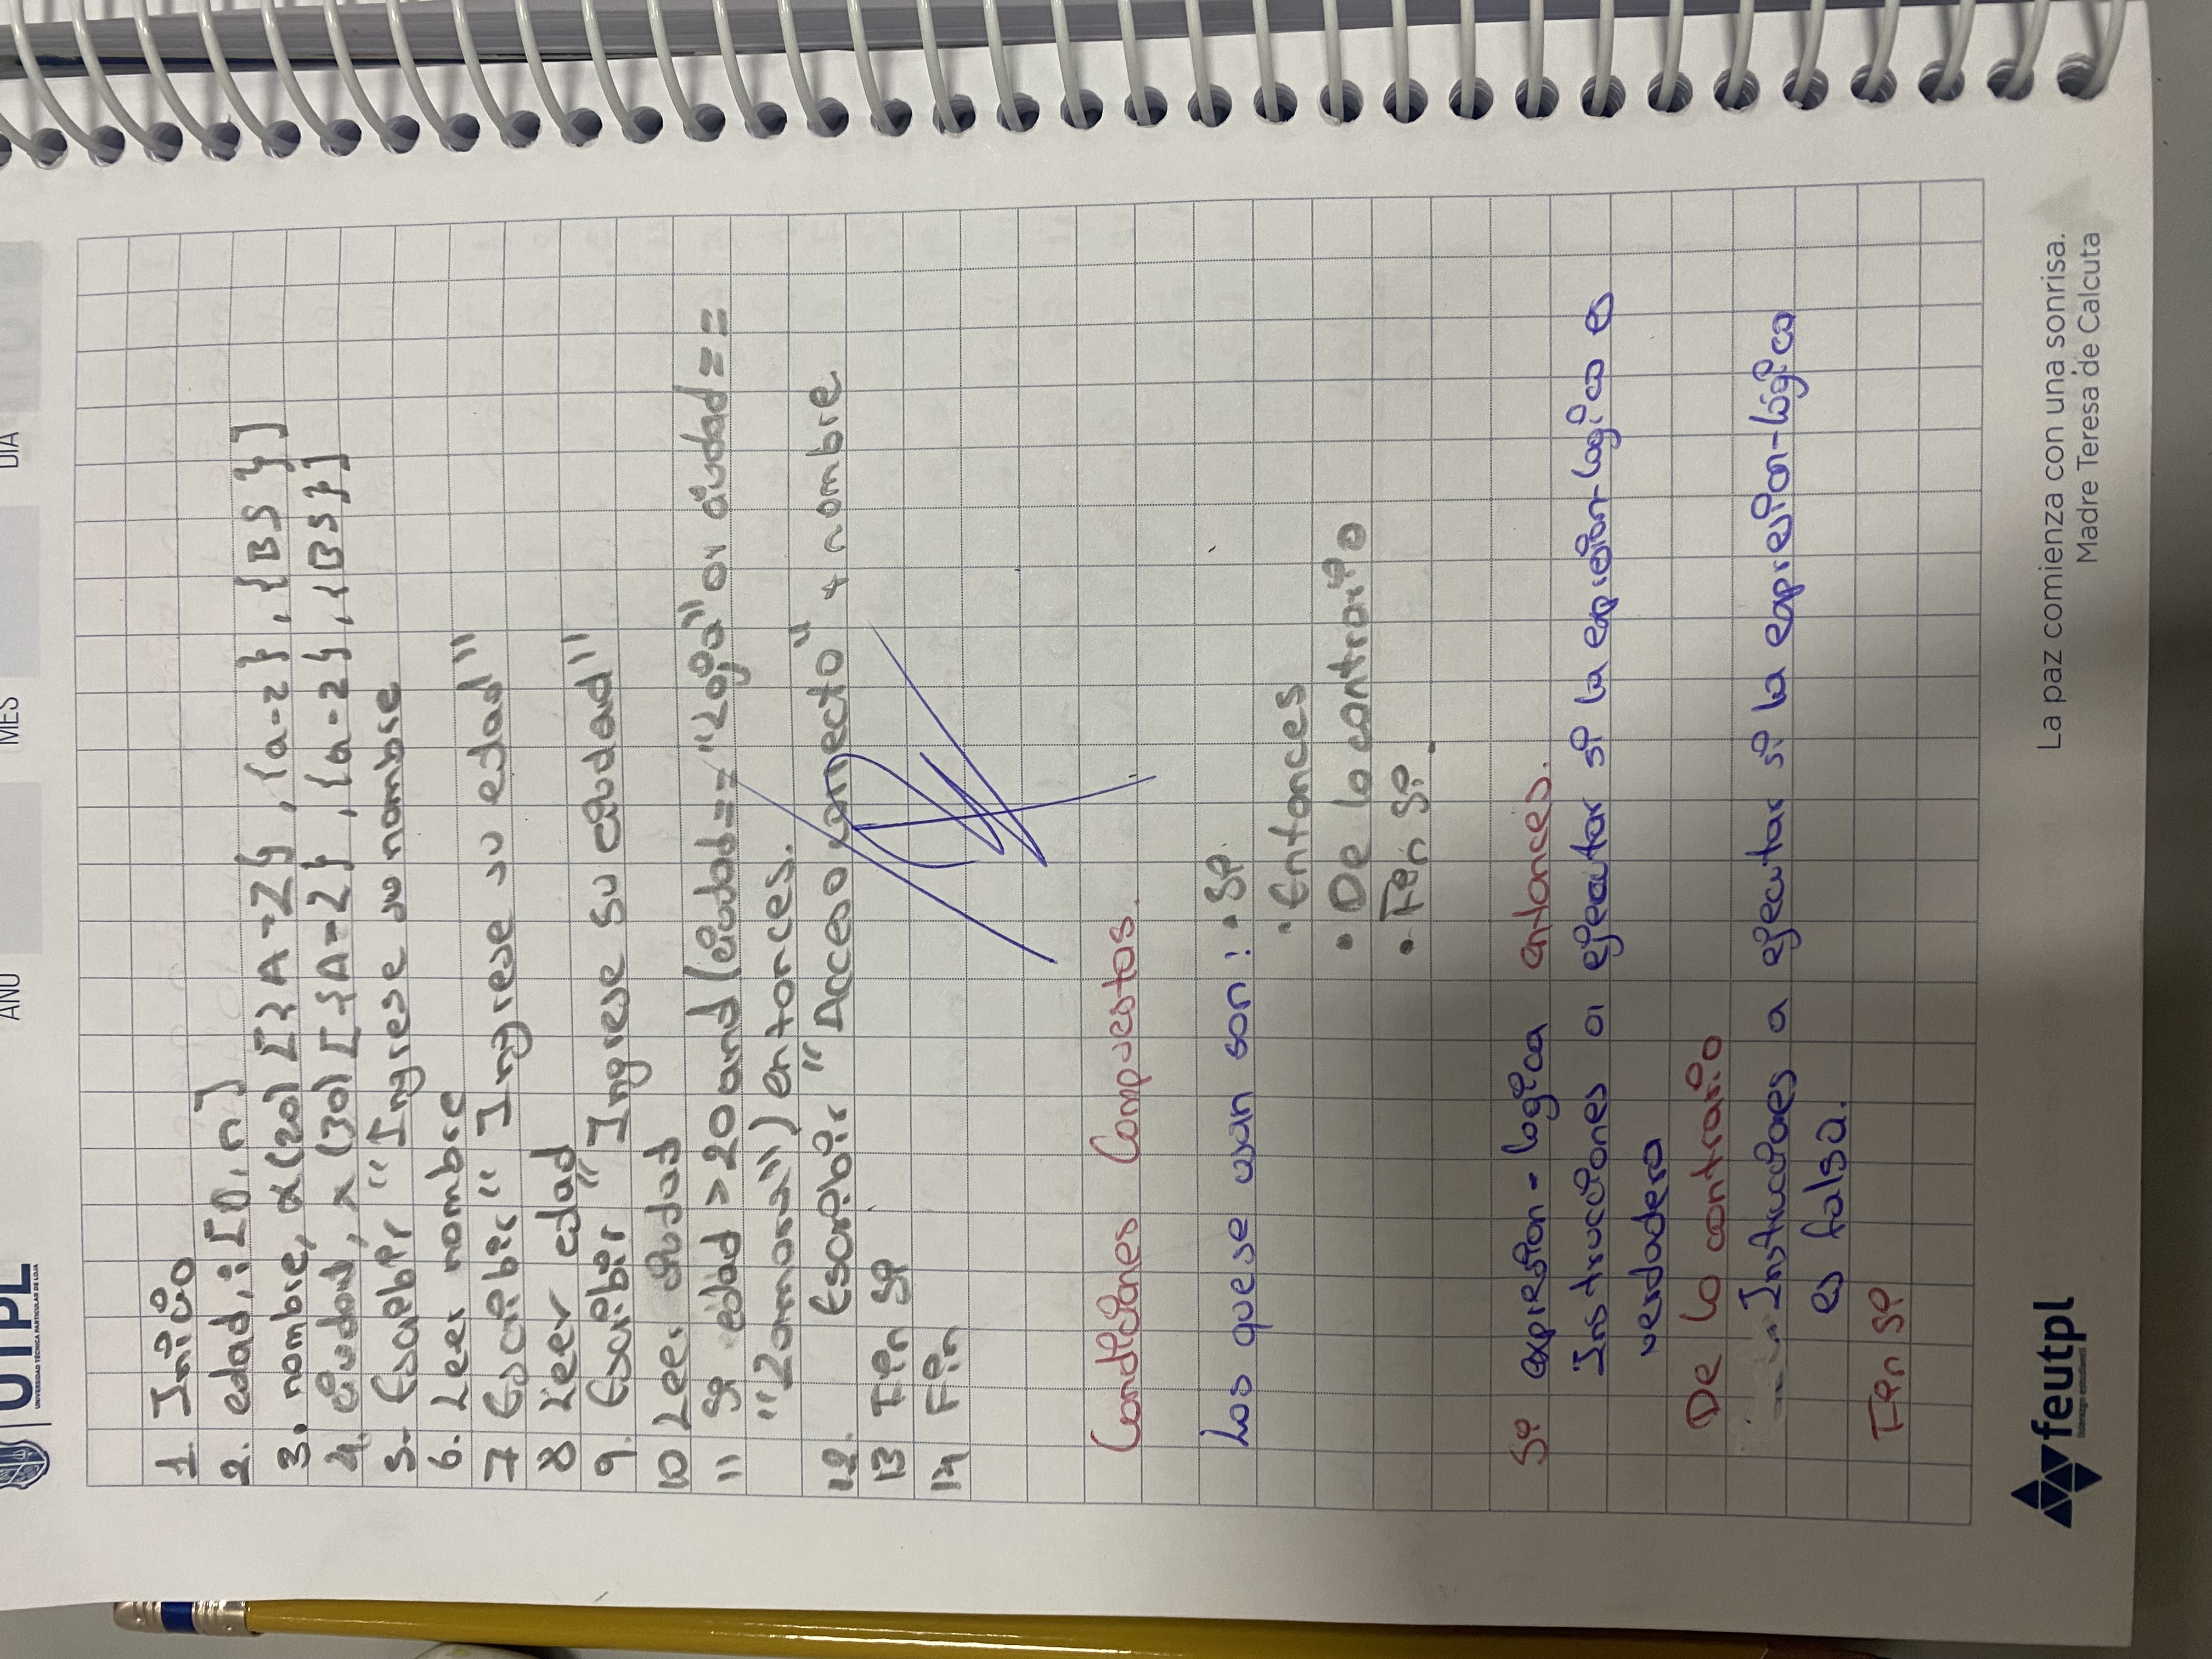 UTPL
UNIVERSIDAD TÉCNICA PARTICULAR DE LOJA
AÑO MES DÍA
1. Inicio
2. edad, i [0, n]
3. nombre, α (20) [{A-Z}, {a-z}, {BS}]
4. ciudad, α (30) [{A-Z}, {a-z}, {BS}]
5- Escribir "Ingrese su nombre
6. Leer nombre
7 Escribir "Ingrese su edad"
8 Leer edad
9. Escribir "Ingrese su ciudad"
10 Leer ciudad
11 Si edad > 20 and (ciudad == "Loja" or ciudad ==
"Zamora") entonces.
12. Escribir "Acceso correcto" + nombre
13 Fin Si
14 Fin
Condiciones Compuestas.
Los que se usan son: • Si
• Entonces
• De lo contrario
• Fin Si.
Si expresion-logica entonces.
Instrucciones a ejecutar si la expresion-logica es
verdadera
De lo contrario
Instrucciones a ejecutar si la expresion-lógica
es falsa.
Fin Si
feutpl
liderazgo estudiantil
La paz comienza con una sonrisa.
Madre Teresa de Calcuta